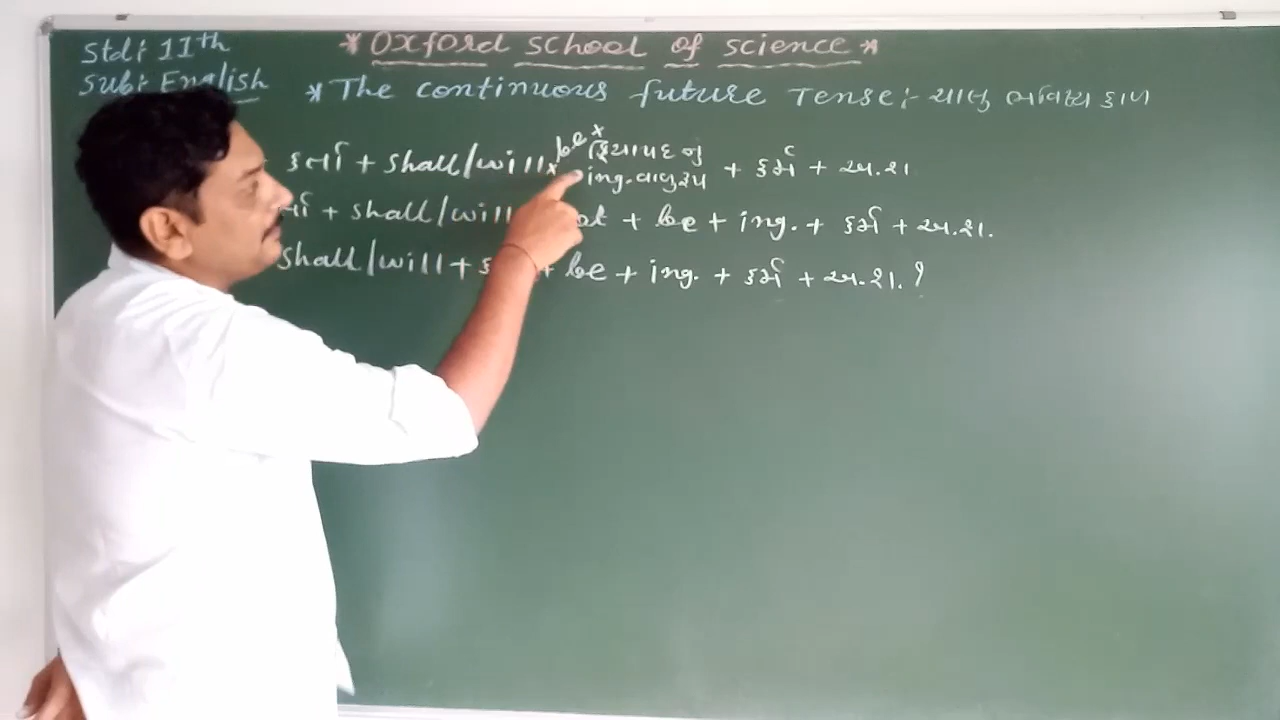 Std: 11th
Sub: English
* Oxford School of Science *
* The continuous future Tense:- ચાલુ ભવિષ્ય કાળ
કર્તા + shall/will + be + ક્રિયાપદ નુ ing. વાળુ રૂપ + કર્મ + અ.શ.
+ shall/will + be + ing. + કર્મ + અ.શ.
shall/will + + be + ing. + કર્મ + અ.શ. ?